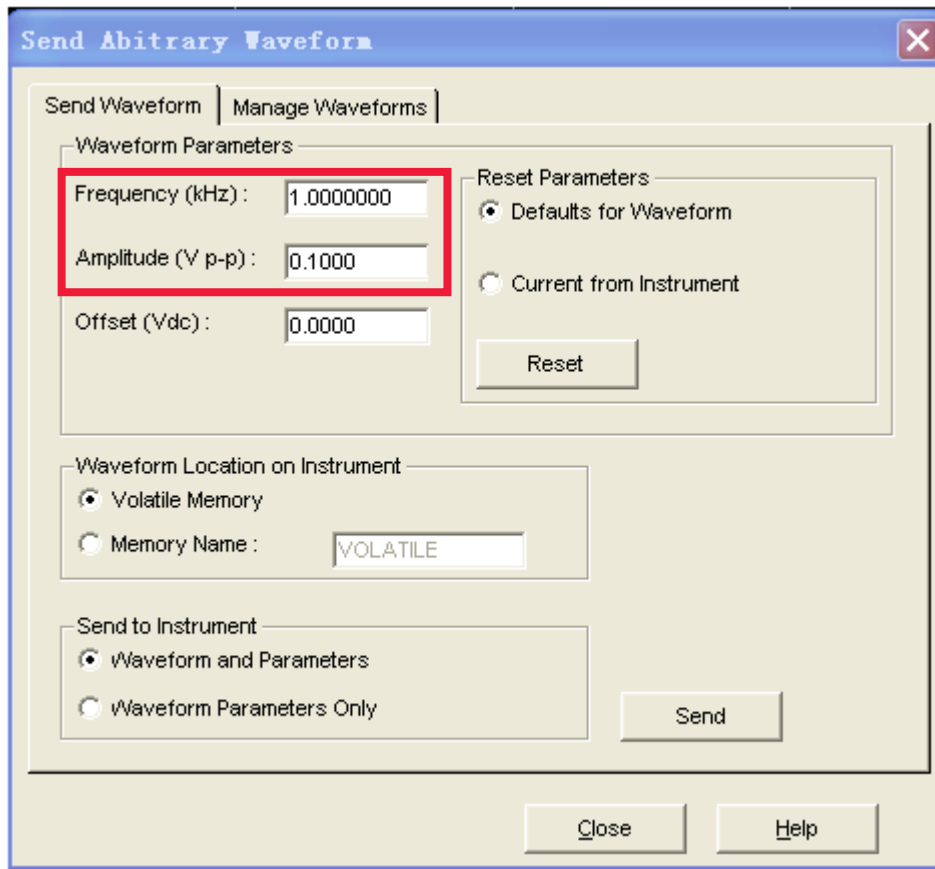 Send Abitrary Waveform
Send Waveform
Manage Waveforms
Waveform Parameters
Frequency (kHz) :
1.0000000
Amplitude (V p-p) :
0.1000
Offset (Vdc) :
0.0000
Reset Parameters
Defaults for Waveform
Current from Instrument
Reset
Waveform Location on Instrument
Volatile Memory
Memory Name :
VOLATILE
Send to Instrument
Waveform and Parameters
Waveform Parameters Only
Send
Close
Help